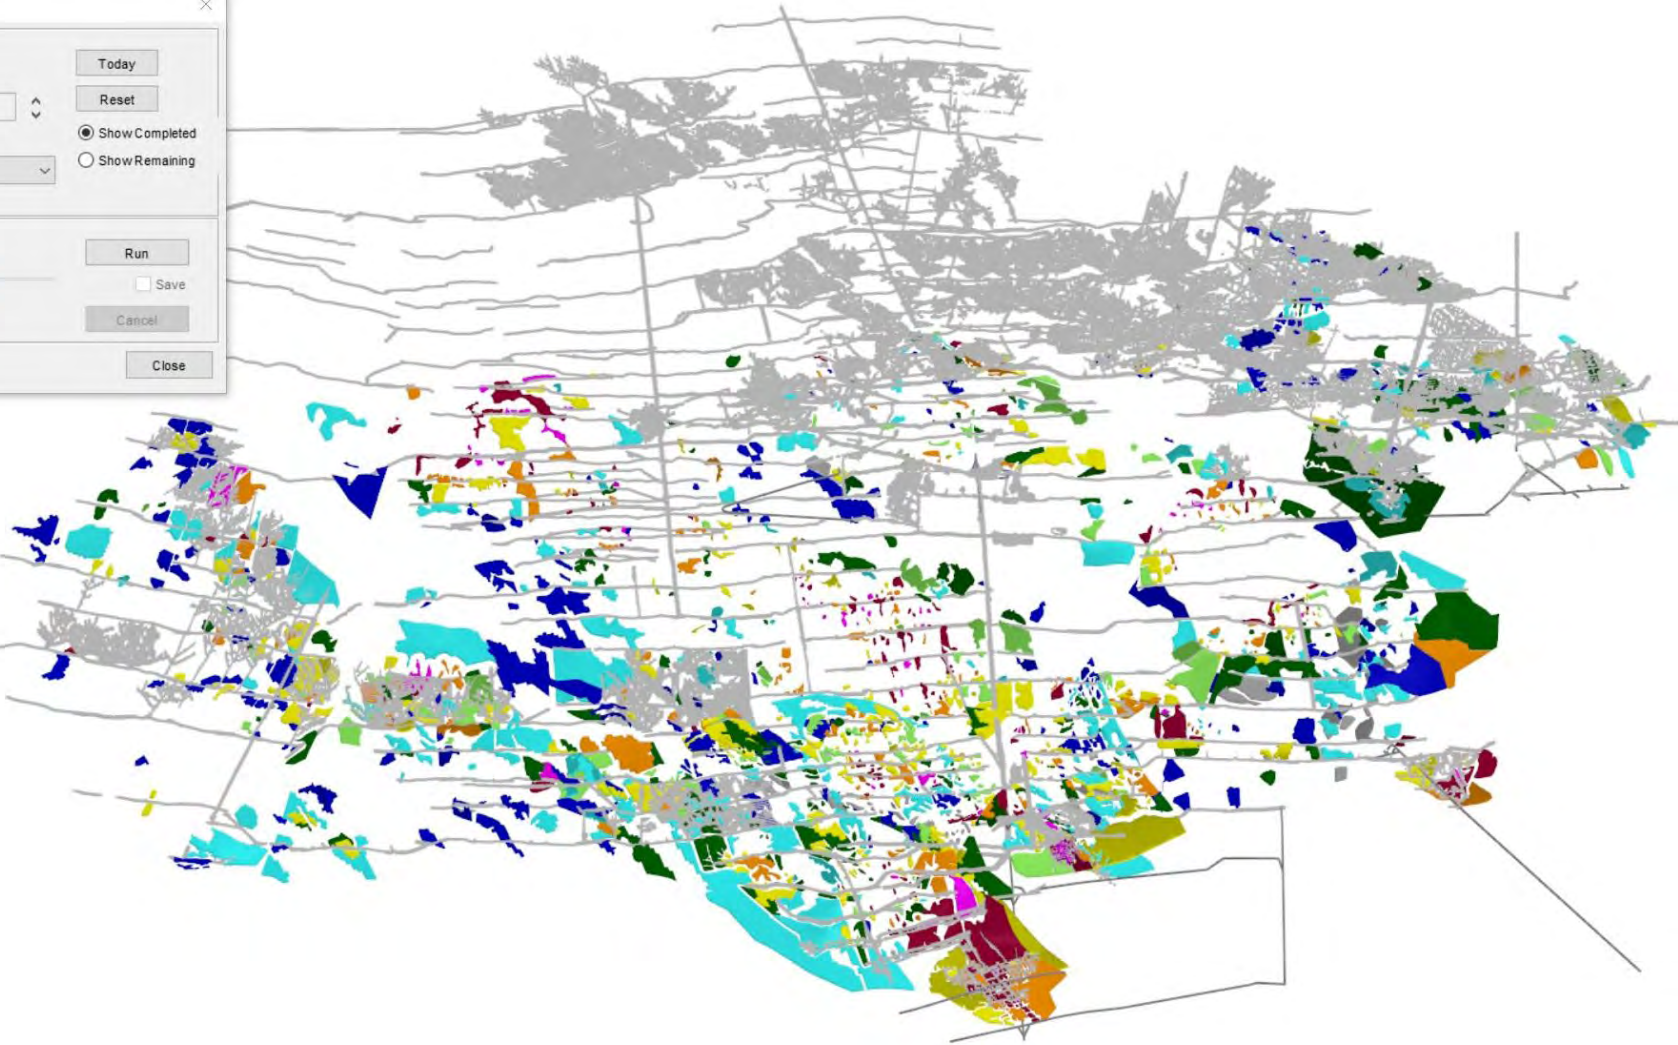 Today
Reset
Show Completed
Show Remaining
Run
Save
Cancel
Close